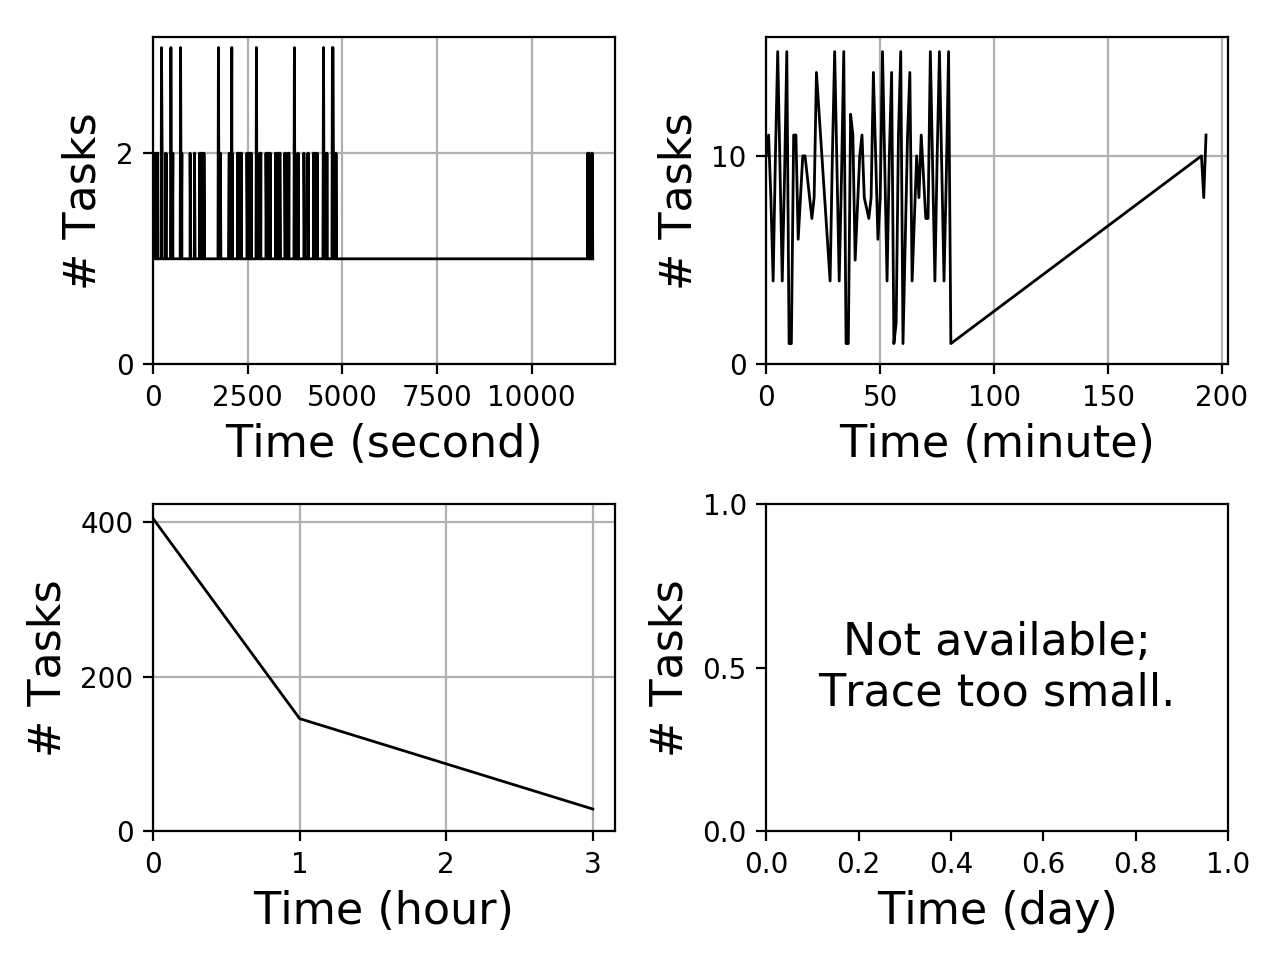 # Tasks
2
0
0 2500 5000 7500 10000
Time (second)
# Tasks
10
0
0 50 100 150 200
Time (minute)
# Tasks
400
200
0
0 1 2 3
Time (hour)
# Tasks
1.0
0.5
0.0
Not available;
Trace too small.
0.0 0.2 0.4 0.6 0.8 1.0
Time (day)